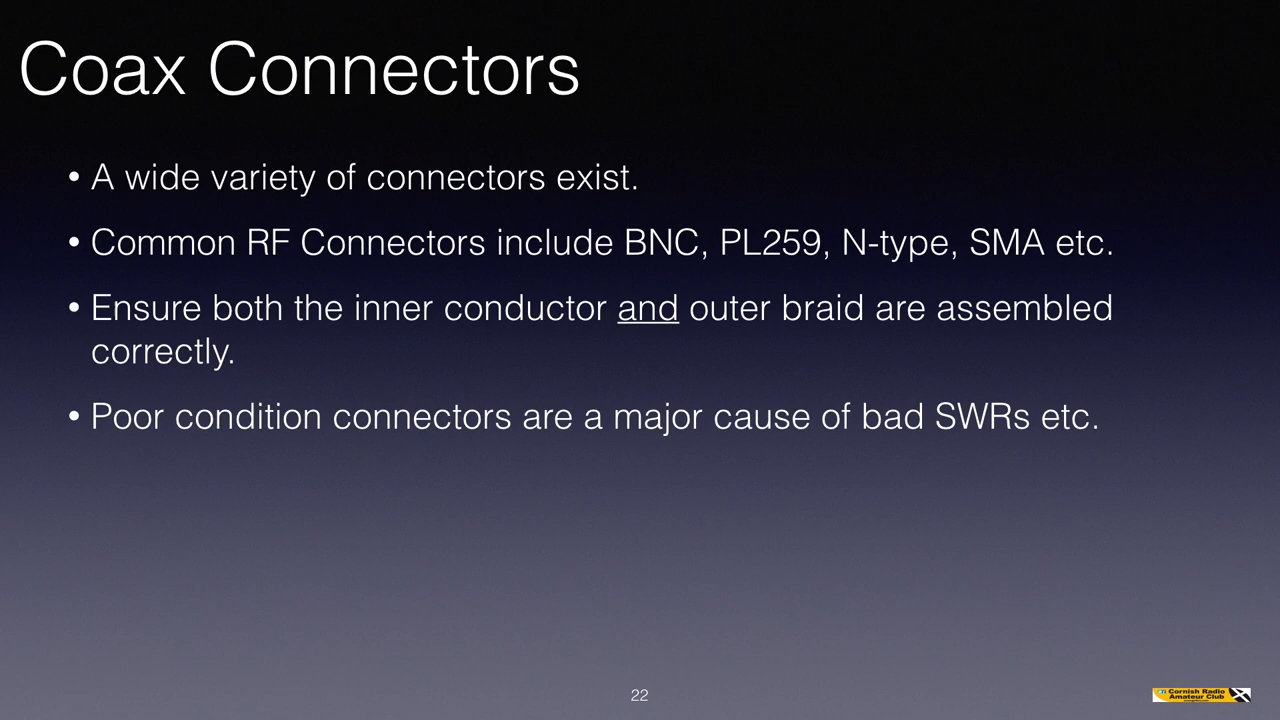 Coax Connectors
• A wide variety of connectors exist.
• Common RF Connectors include BNC, PL259, N-type, SMA etc.
• Ensure both the inner conductor and outer braid are assembled
correctly.
• Poor condition connectors are a major cause of bad SWRs etc.
22
Cornish Radio
Amateur Club